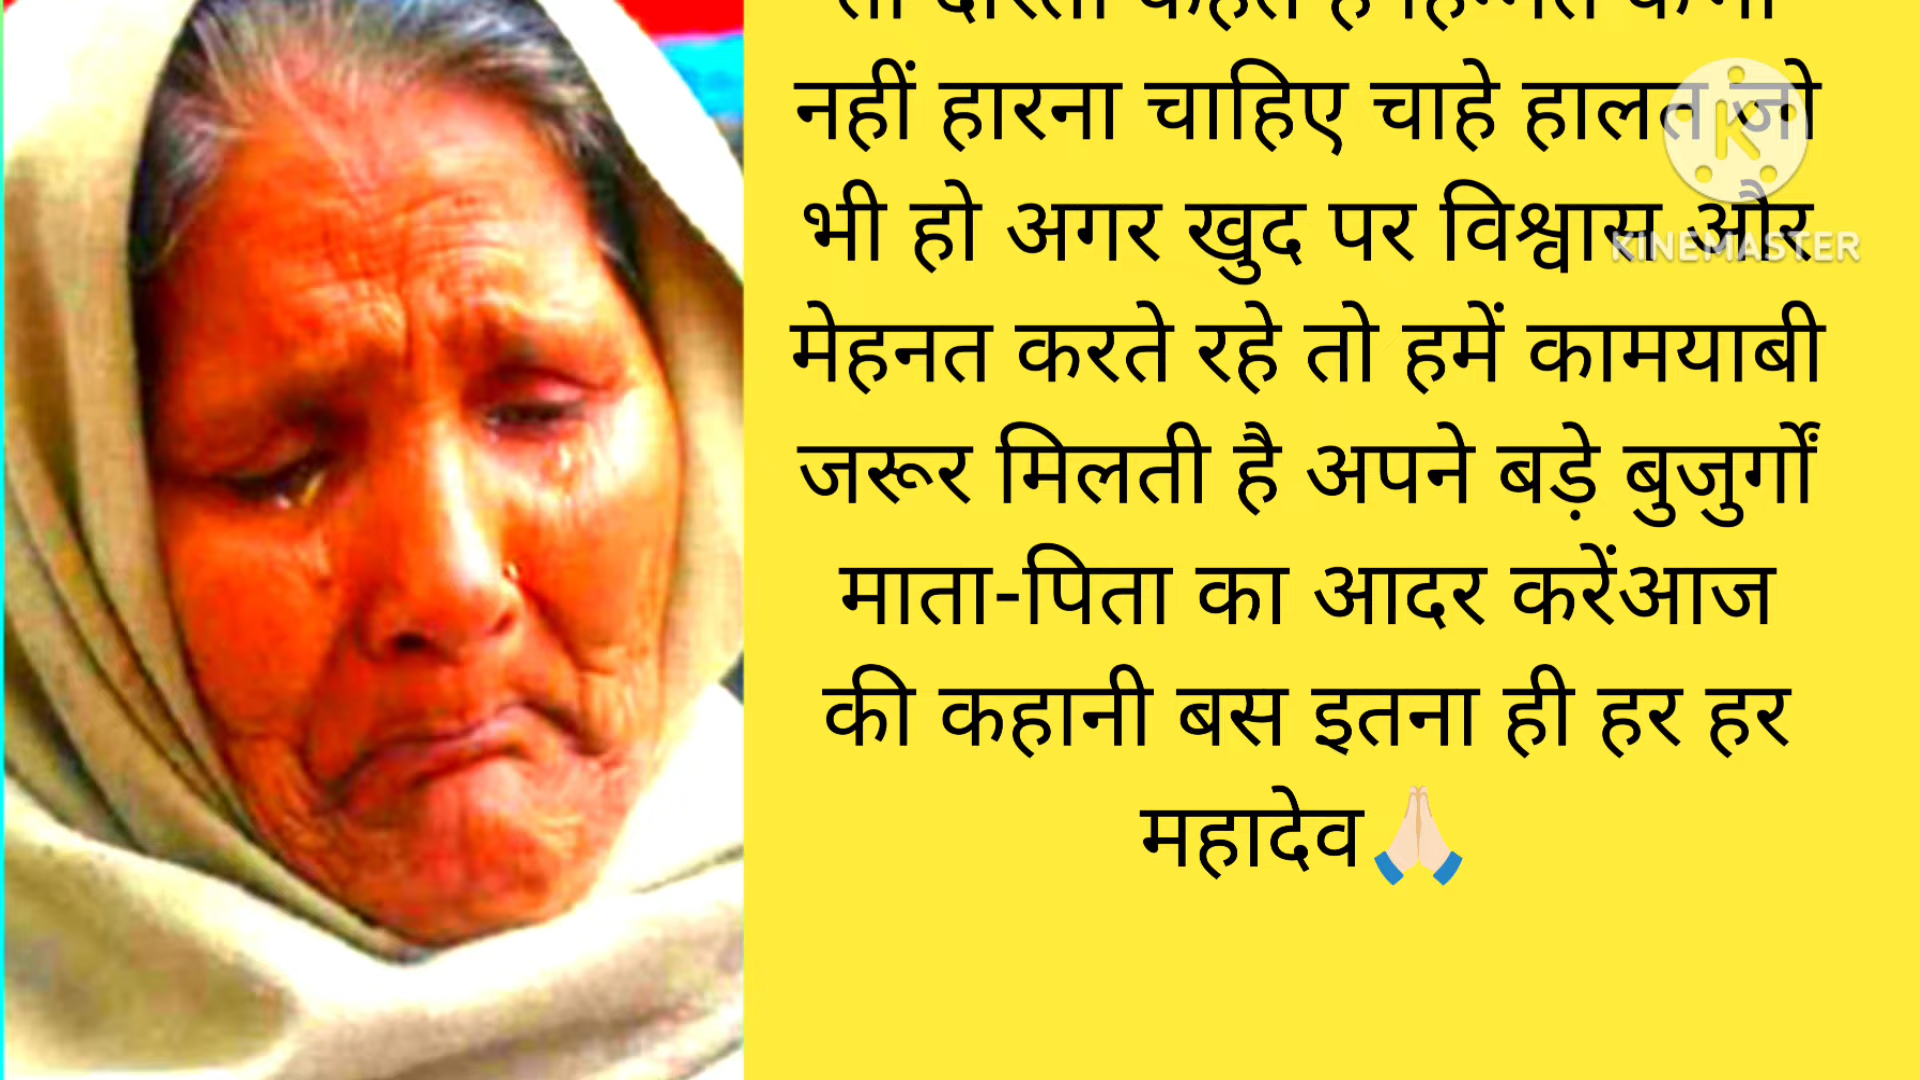 नहीं हारना चाहिए चाहे हालत जो
भी हो अगर खुद पर विश्वास और
मेहनत करते रहे तो हमें कामयाबी
जरूर मिलती है अपने बड़े बुजुर्गों
माता-पिता का आदर करेंआज
की कहानी बस इतना ही हर हर
महादेव🙏🏻
KINEMASTER